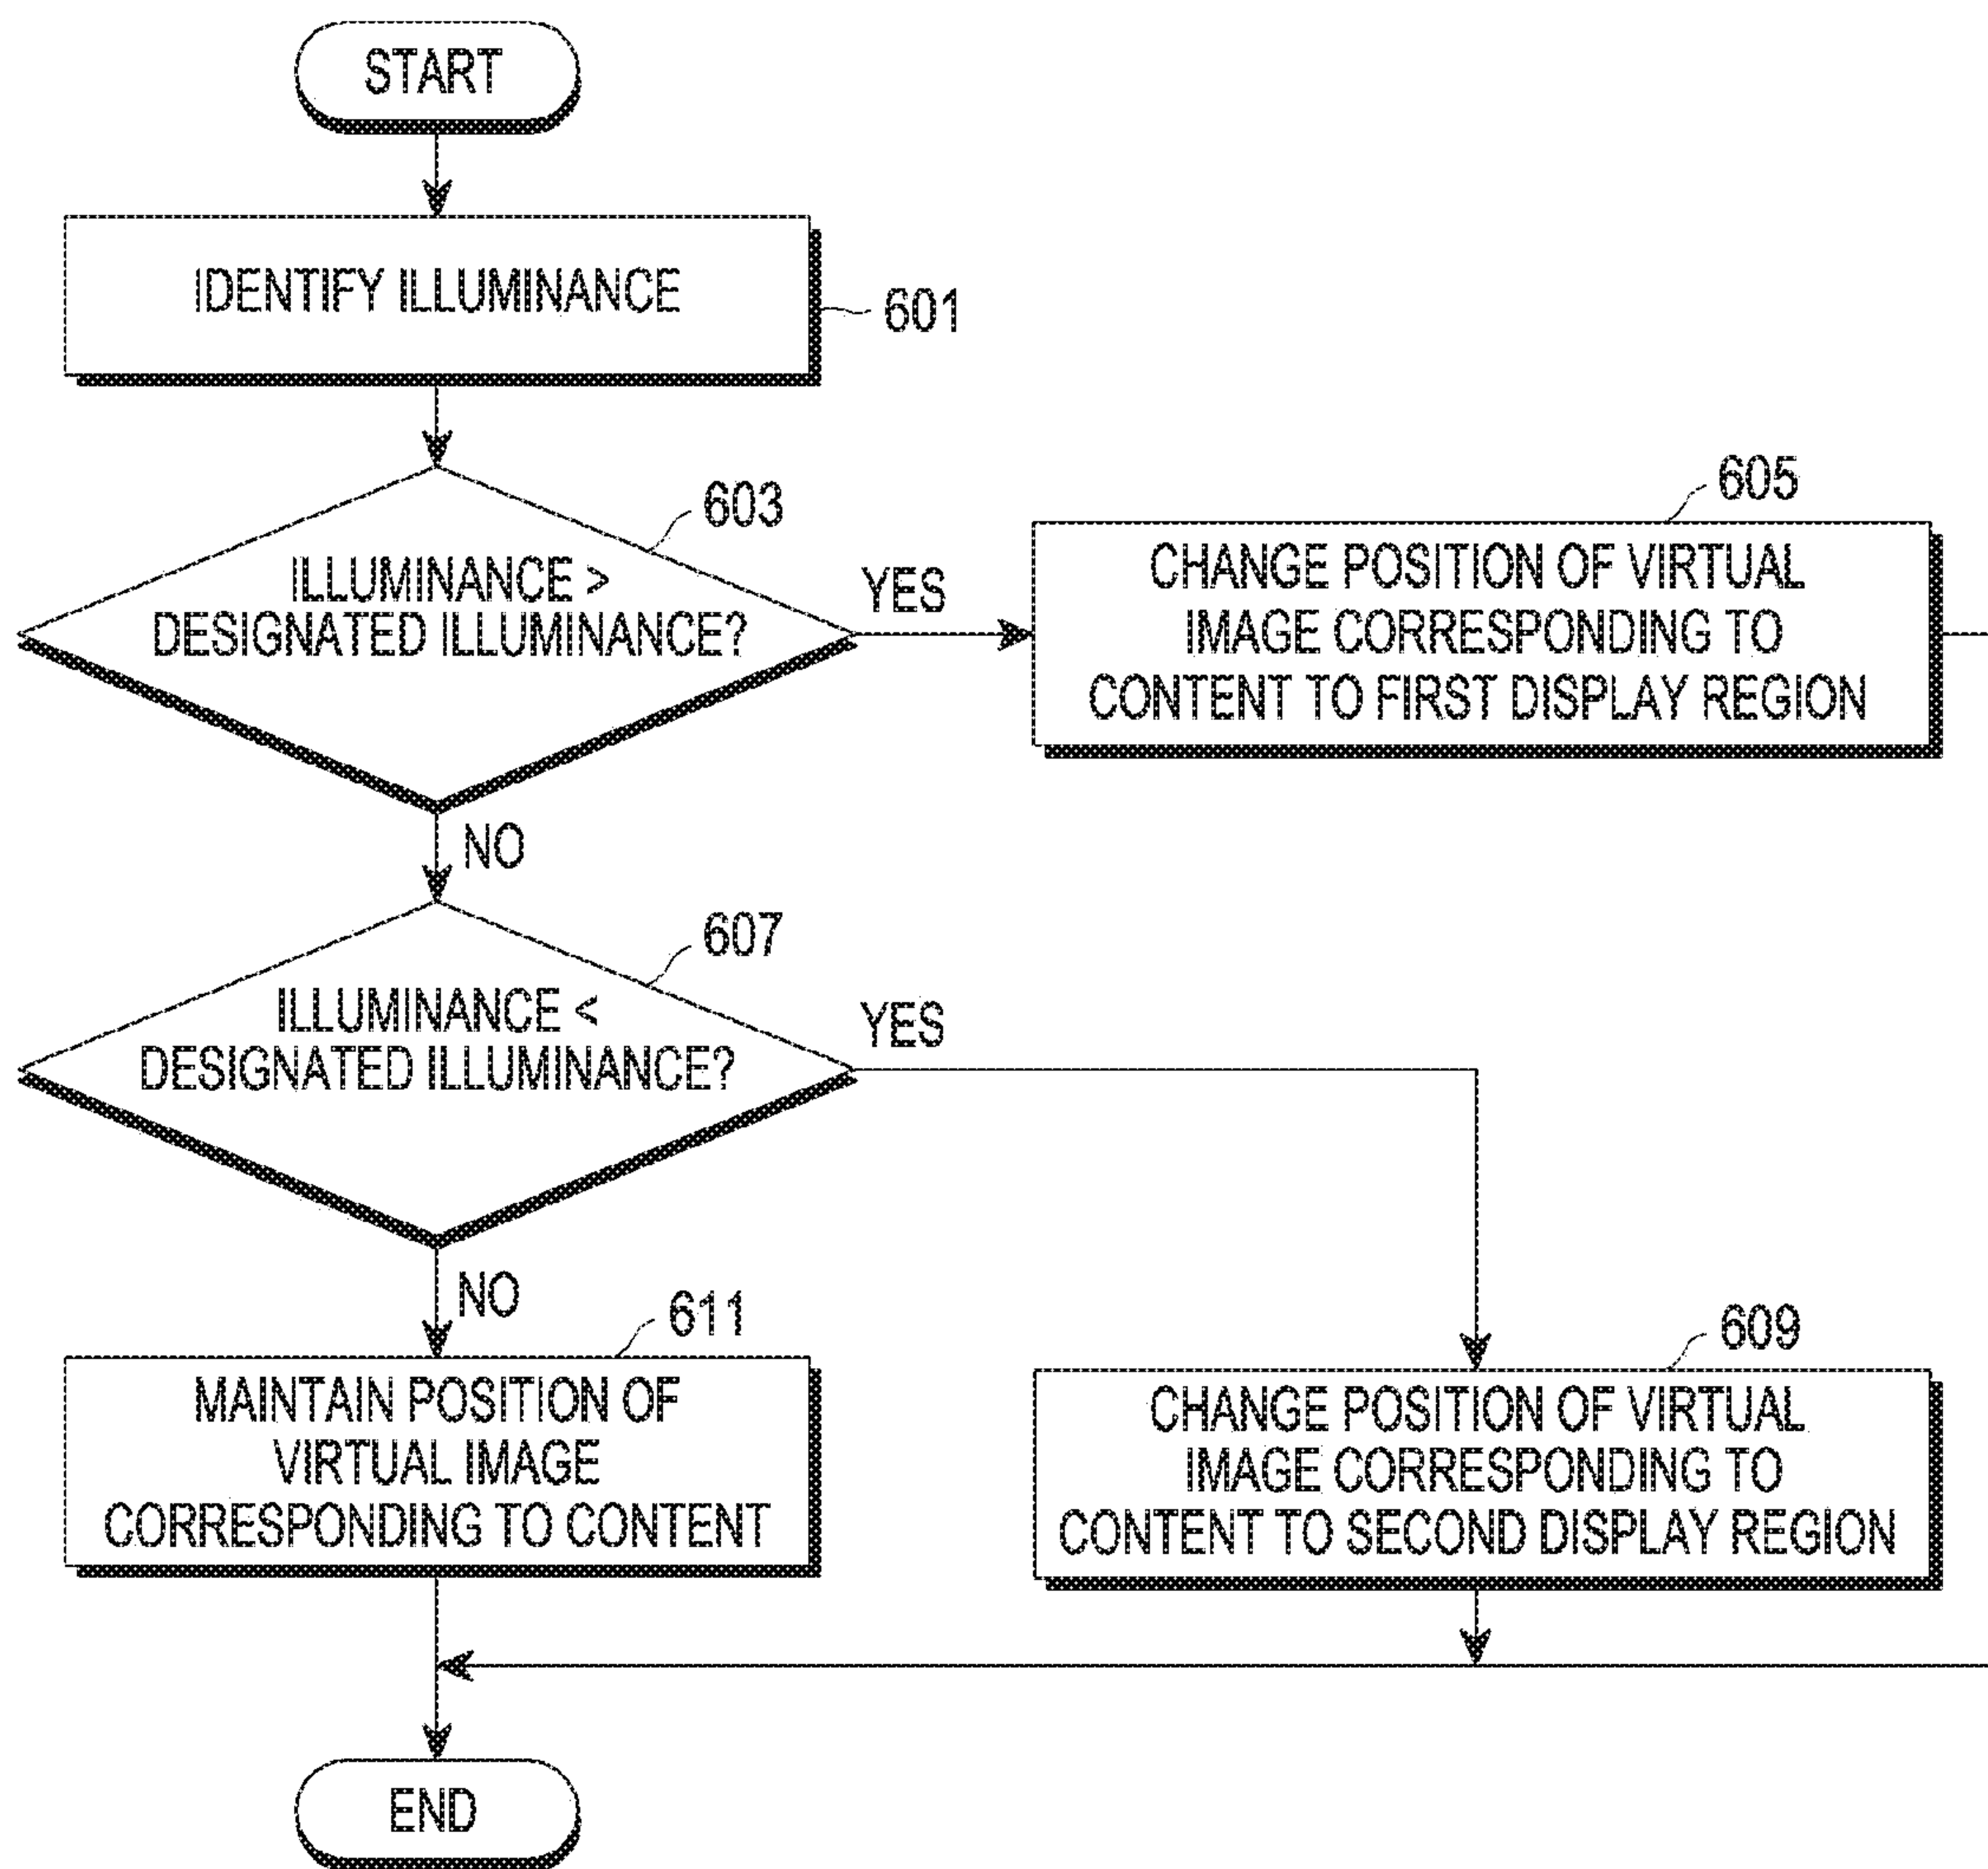 START
IDENTIFY ILLUMINANCE
601
603
ILLUMINANCE >
DESIGNATED ILLUMINANCE?
YES
605
CHANGE POSITION OF VIRTUAL
IMAGE CORRESPONDING TO
CONTENT TO FIRST DISPLAY REGION
NO
607
ILLUMINANCE <
DESIGNATED ILLUMINANCE?
YES
NO
611
MAINTAIN POSITION OF
VIRTUAL IMAGE
CORRESPONDING TO CONTENT
609
CHANGE POSITION OF VIRTUAL
IMAGE CORRESPONDING TO
CONTENT TO SECOND DISPLAY REGION
END